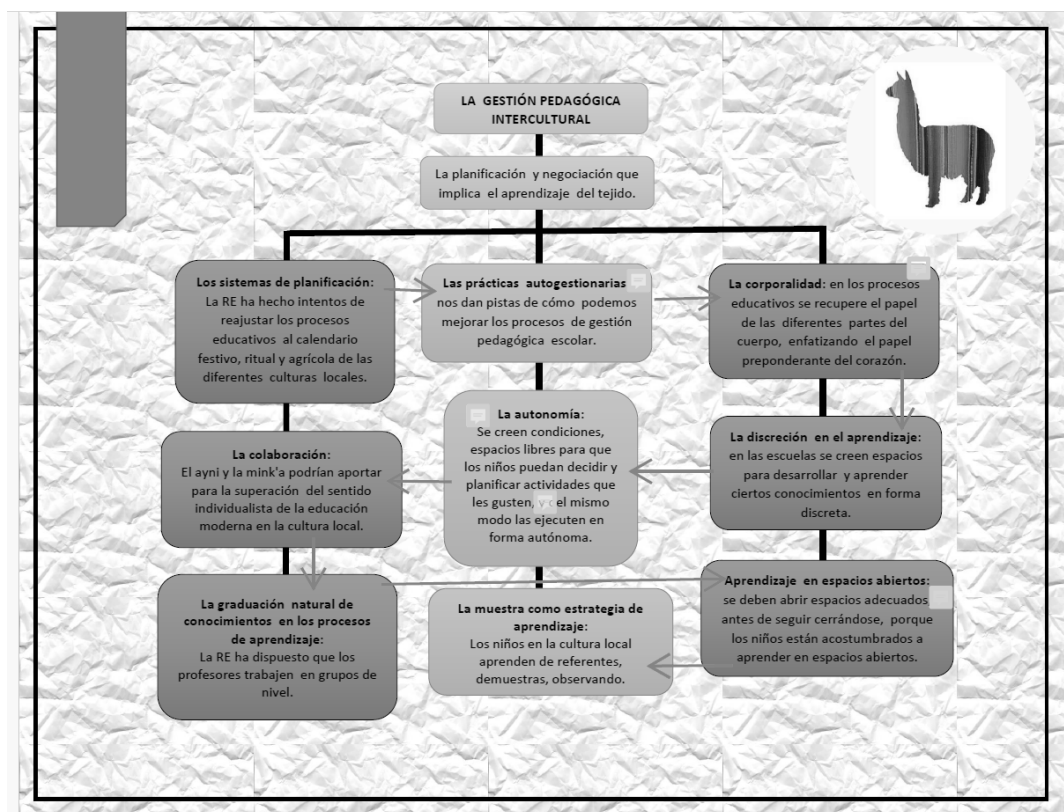 LA GESTIÓN PEDAGÓGICA
INTERCULTURAL
La planificación y negociación que
implica el aprendizaje del tejido.
Los sistemas de planificación:
La RE ha hecho intentos de
reajustar los procesos
educativos al calendario
festivo, ritual y agrícola de las
diferentes culturas locales.
Las prácticas autogestionarias
nos dan pistas de cómo podemos
mejorar los procesos de gestión
pedagógica escolar.
La corporalidad: en los procesos
educativos se recupere el papel
de las diferentes partes del
cuerpo, enfatizando el papel
preponderante del corazón.
La discreción en el aprendizaje:
en las escuelas se creen espacios
para desarrollar y aprender
ciertos conocimientos en forma
discreta.
La autonomía:
Se creen condiciones,
espacios libres para que
los niños puedan decidir y
planificar actividades que
les gusten, y del mismo
modo las ejecuten en
forma autónoma.
La colaboración:
El ayni y la mink'a podrían aportar
para la superación del sentido
individualista de la educación
moderna en la cultura local.
La graduación natural de
conocimientos en los procesos
de aprendizaje:
La RE ha dispuesto que los
profesores trabajen en grupos de
nivel.
Aprendizaje en espacios abiertos:
se deben abrir espacios adecuados
antes de seguir cerrándose, porque
los niños están acostumbrados a
aprender en espacios abiertos.
La muestra como estrategia de
aprendizaje:
Los niños en la cultura local
aprenden de referentes,
demuestras, observando.